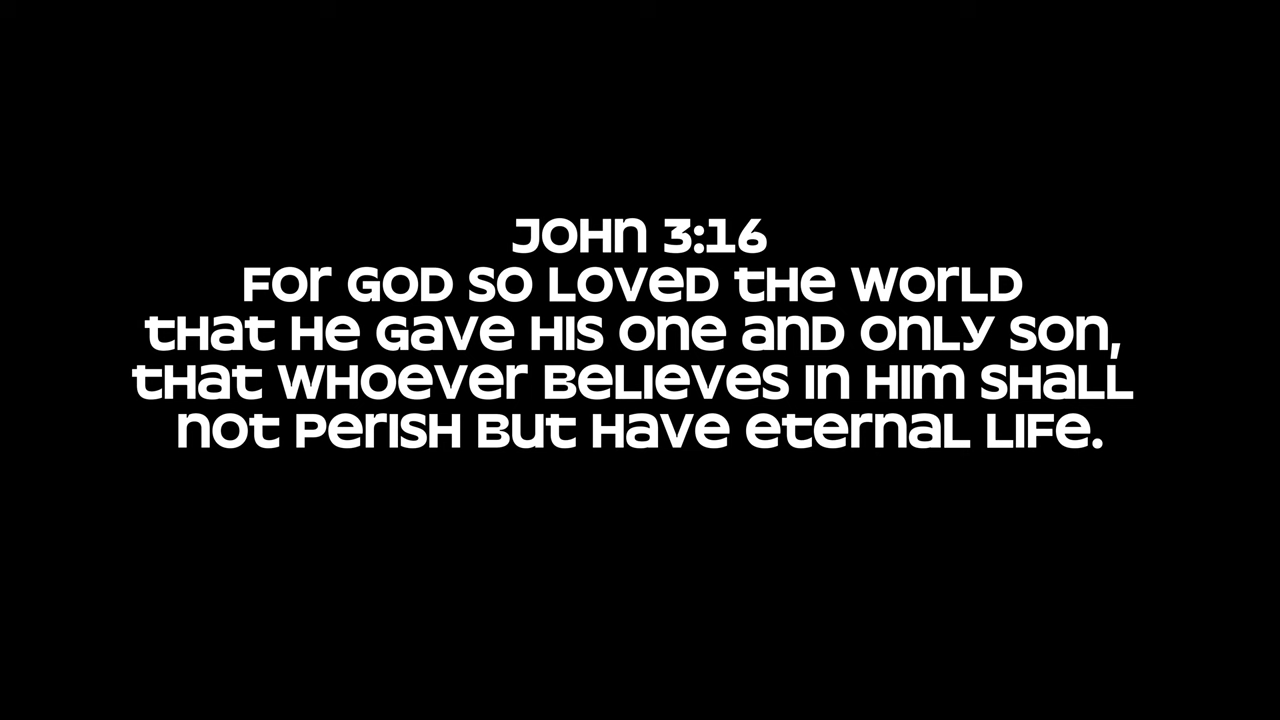 JOHN 3:16
FOR GOD SO LOVED THE WORLD
THAT HE GAVE HIS ONE AND ONLY SON,
THAT WHOEVER BELIEVES IN HIM SHALL
NOT PERISH BUT HAVE ETERNAL LIFE.